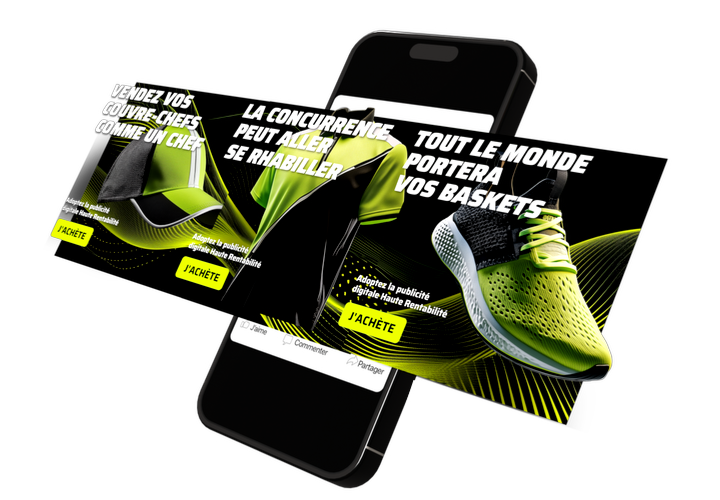 VENDEZ VOS
COUVRE-CHEFS
COMME UN CHEF
Adoptez la publicité
digitale Haute Rentabilité
J'ACHÈTE
LA CONCURRENCE
PEUT ALLER
SE RHABILLER
Adoptez la publicité
digitale Haute Rentabilité
J'ACHÈTE
TOUT LE MONDE
PORTERA
VOS BASKETS
Adoptez la publicité
digitale Haute Rentabilité
J'ACHÈTE
J'aime
Commenter
Partager